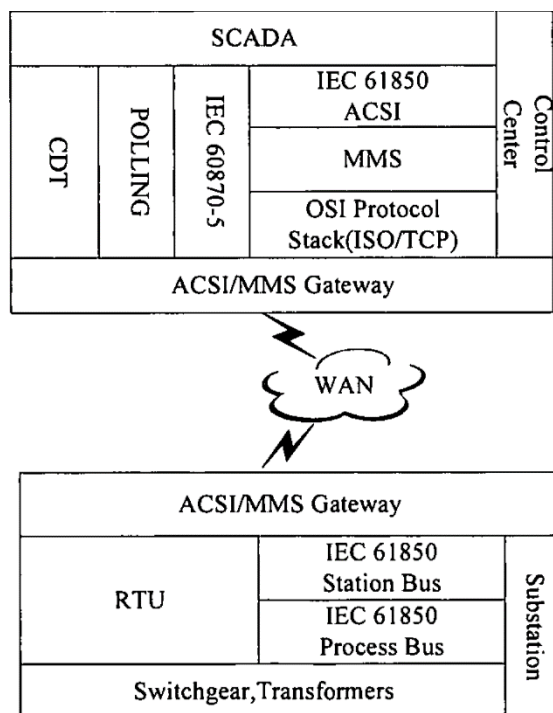 SCADA
CDT
POLLING
IEC 60870-5
IEC 61850
ACSI
MMS
OSI Protocol
Stack(ISO/TCP)
Control
Center
ACSI/MMS Gateway
WAN
ACSI/MMS Gateway
RTU
IEC 61850
Station Bus
IEC 61850
Process Bus
Substation
Switchgear,Transformers